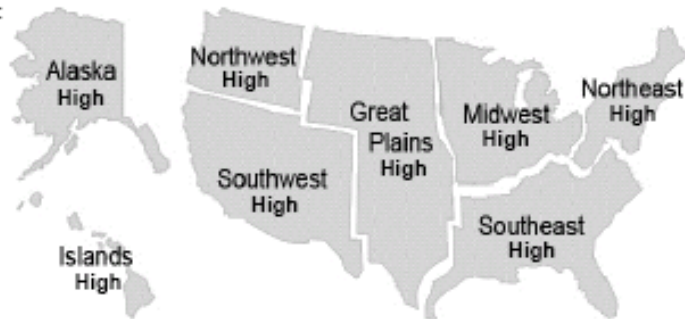 Alaska
High
Northwest
High
Great
Plains
High
Midwest
High
Northeast
High
Southwest
High
Southeast
High
Islands
High